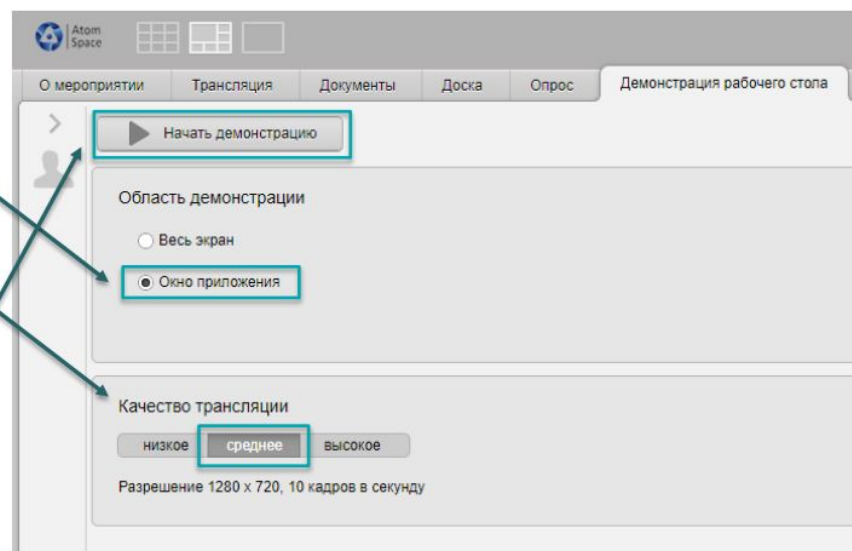 Atom
Space
О мероприятии Трансляция Документы Доска Опрос Демонстрация рабочего стола
Начать демонстрацию
Область демонстрации
Весь экран
Окно приложения
Качество трансляции
низкое среднее высокое
Разрешение 1280 x 720, 10 кадров в секунду